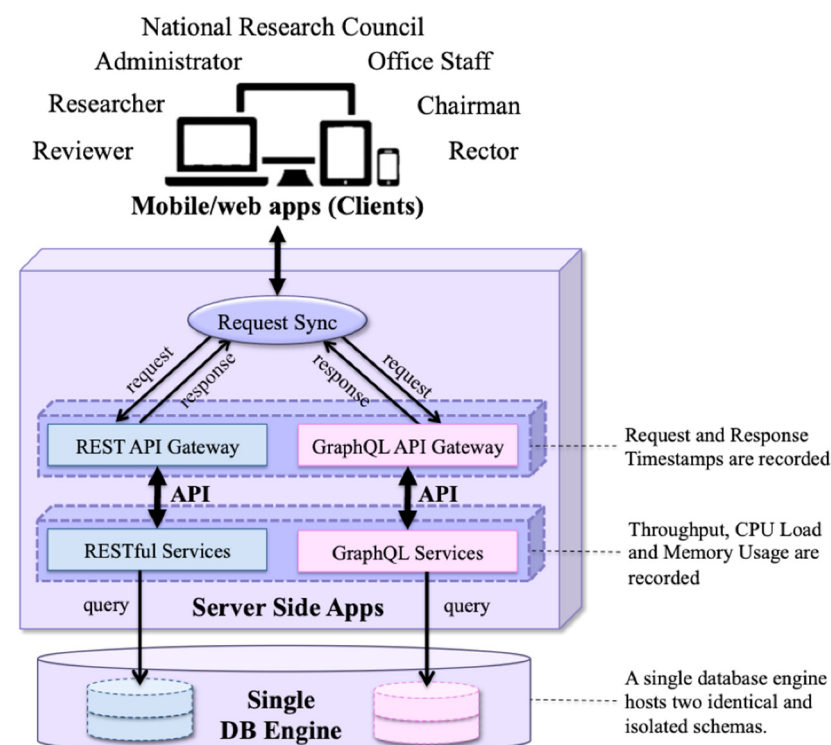 National Research Council
Administrator
Office Staff
Researcher
Chairman
Reviewer
Rector
Mobile/web apps (Clients)
Request Sync
request
response
response
request
REST API Gateway
GraphQL API Gateway
Request and Response
Timestamps are recorded
API
API
RESTful Services
GraphQL Services
Throughput, CPU Load
and Memory Usage are
recorded
query
Server Side Apps
query
Single
DB Engine
A single database engine
hosts two identical and
isolated schemas.